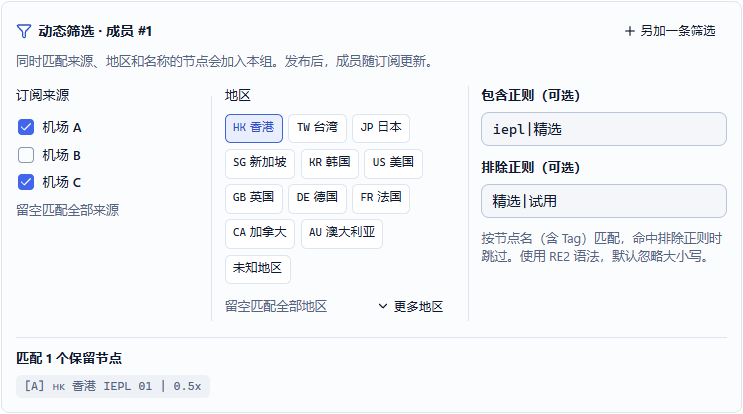 动态筛选 · 成员 #1
+ 另加一条筛选
同时匹配来源、地区和名称的节点会加入本组。发布后，成员随订阅更新。
订阅来源
机场 A
机场 B
机场 C
留空匹配全部来源
地区
HK 香港
TW 台湾
JP 日本
SG 新加坡
KR 韩国
US 美国
GB 英国
DE 德国
FR 法国
CA 加拿大
AU 澳大利亚
未知地区
留空匹配全部地区
更多地区
包含正则（可选）
iepl|精选
排除正则（可选）
精选|试用
按节点名（含 Tag）匹配，命中排除正则时
跳过。使用 RE2 语法，默认忽略大小写。
匹配 1 个保留节点
[A] HK 香港 IEPL 01 | 0.5x